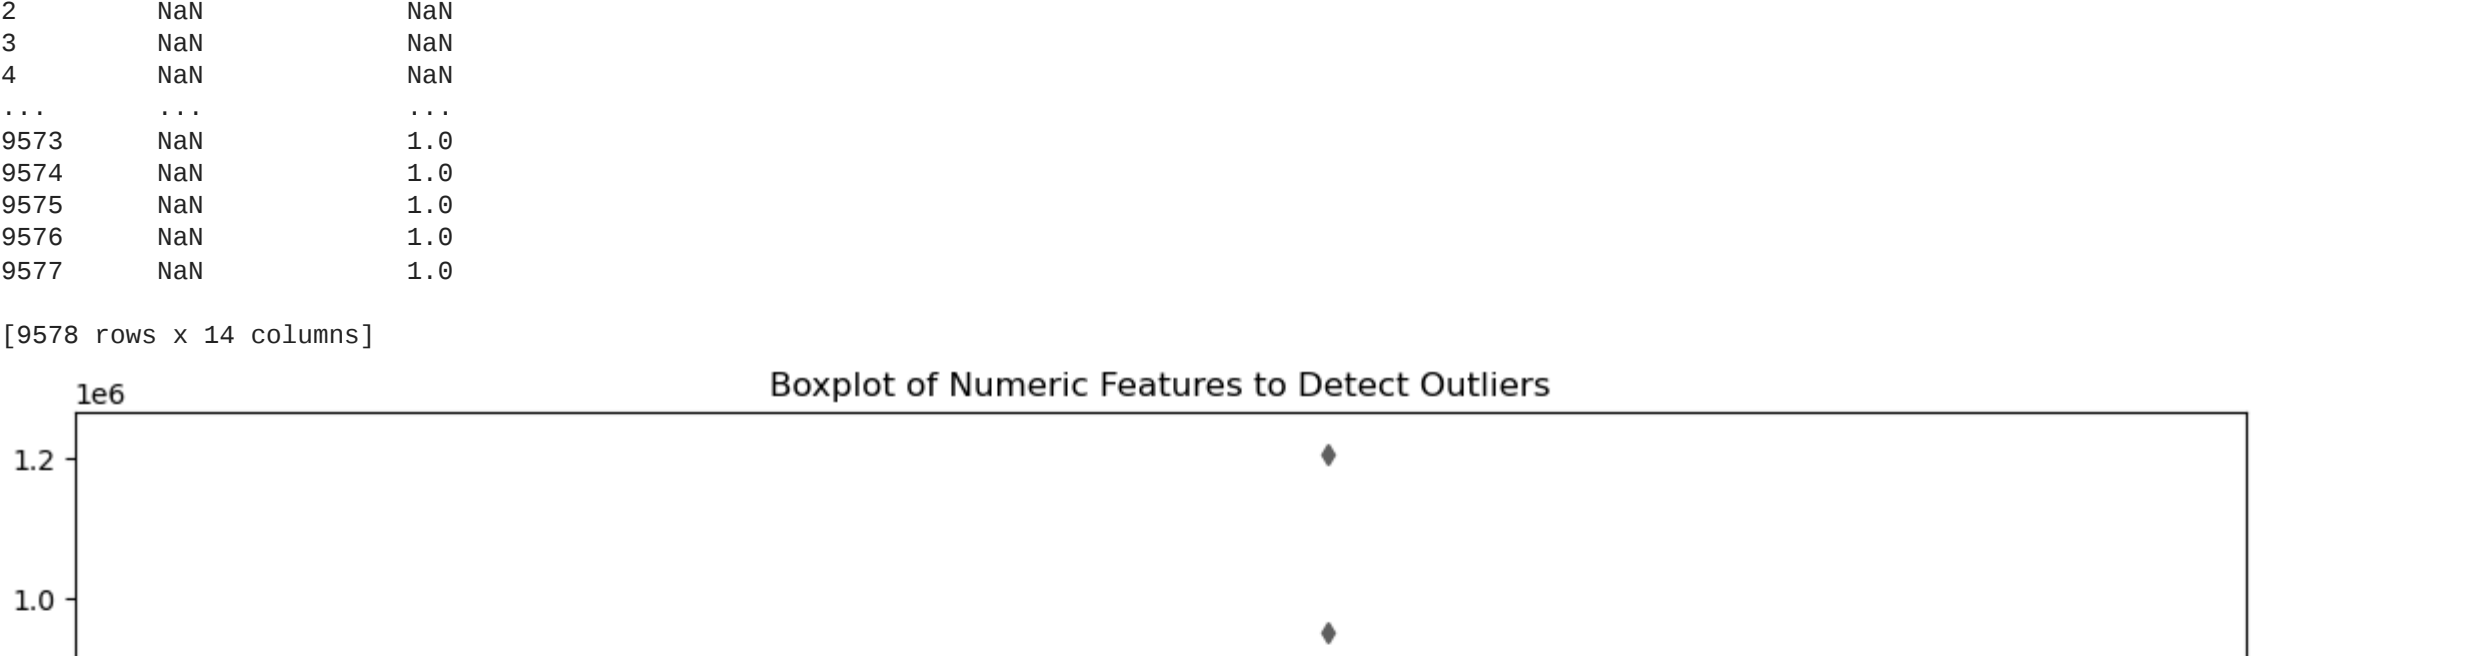 2 NaN NaN
3 NaN NaN
4 NaN NaN
... ... ...
9573 NaN 1.0
9574 NaN 1.0
9575 NaN 1.0
9576 NaN 1.0
9577 NaN 1.0
[9578 rows x 14 columns]
Boxplot of Numeric Features to Detect Outliers
1e6
1.2
1.0